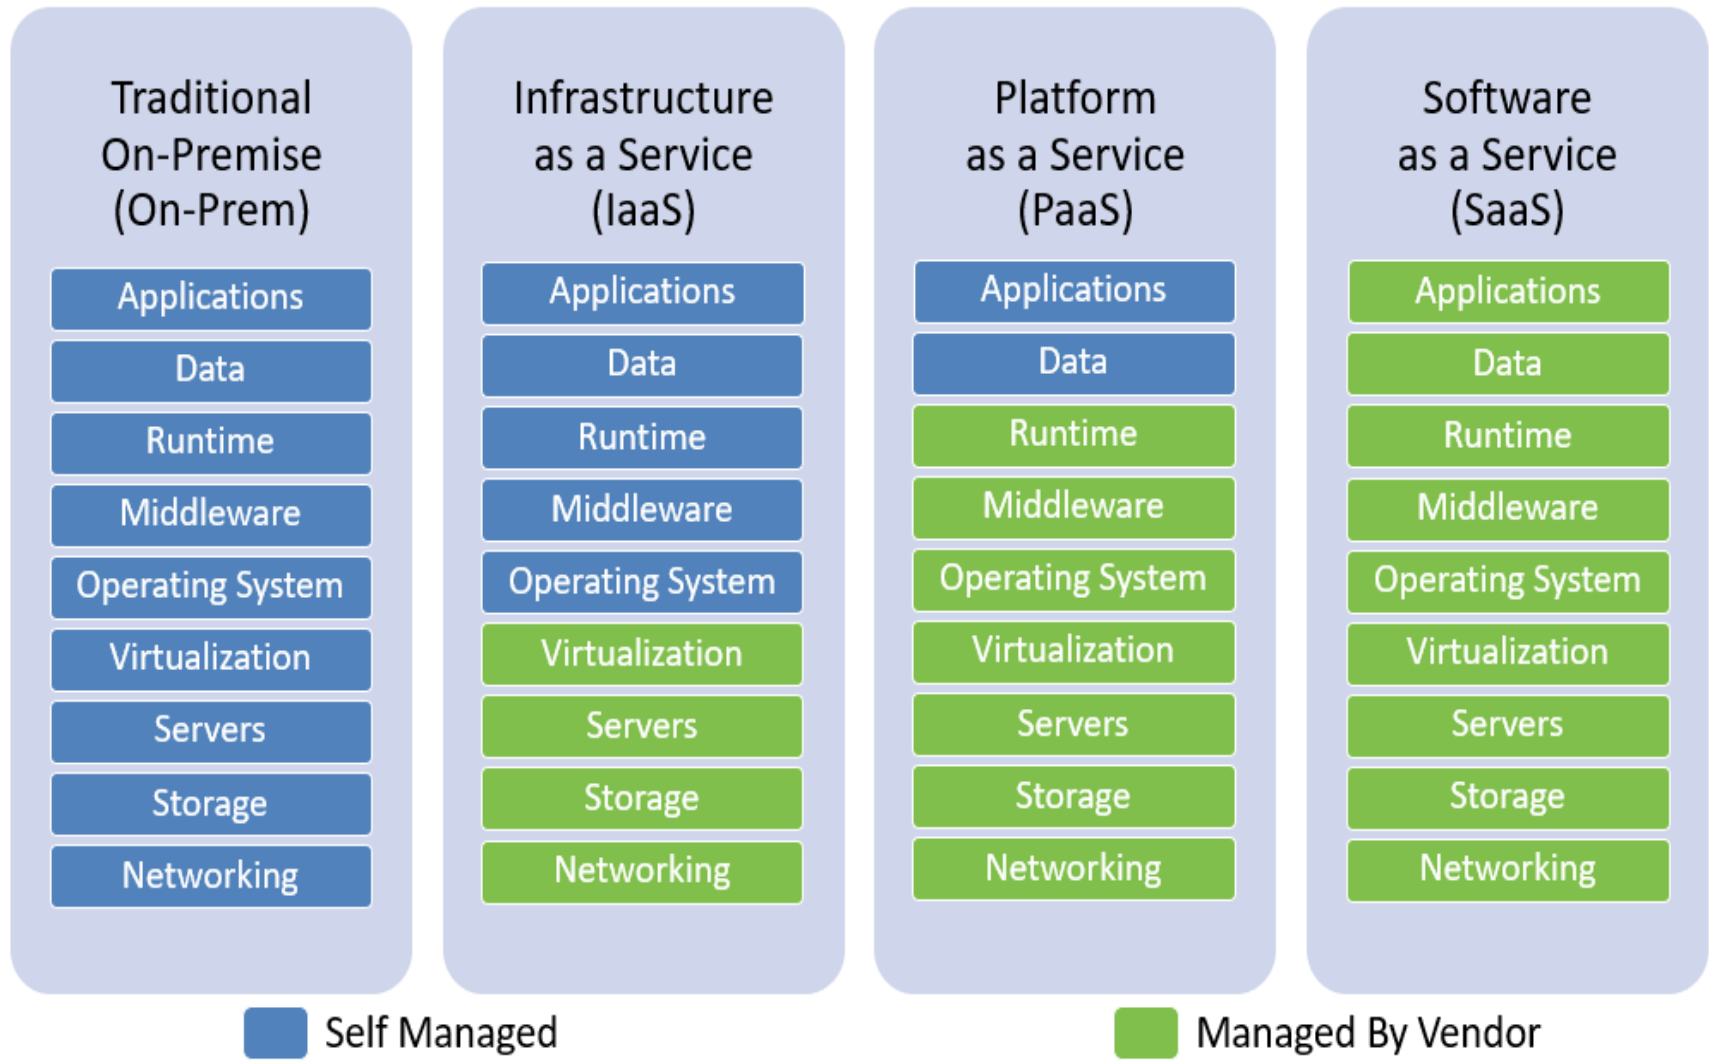 Traditional
On-Premise
(On-Prem)
Applications
Data
Runtime
Middleware
Operating System
Virtualization
Servers
Storage
Networking
Infrastructure
as a Service
(IaaS)
Applications
Data
Runtime
Middleware
Operating System
Virtualization
Servers
Storage
Networking
Platform
as a Service
(PaaS)
Applications
Data
Runtime
Middleware
Operating System
Virtualization
Servers
Storage
Networking
Software
as a Service
(SaaS)
Applications
Data
Runtime
Middleware
Operating System
Virtualization
Servers
Storage
Networking
Self Managed
Managed By Vendor